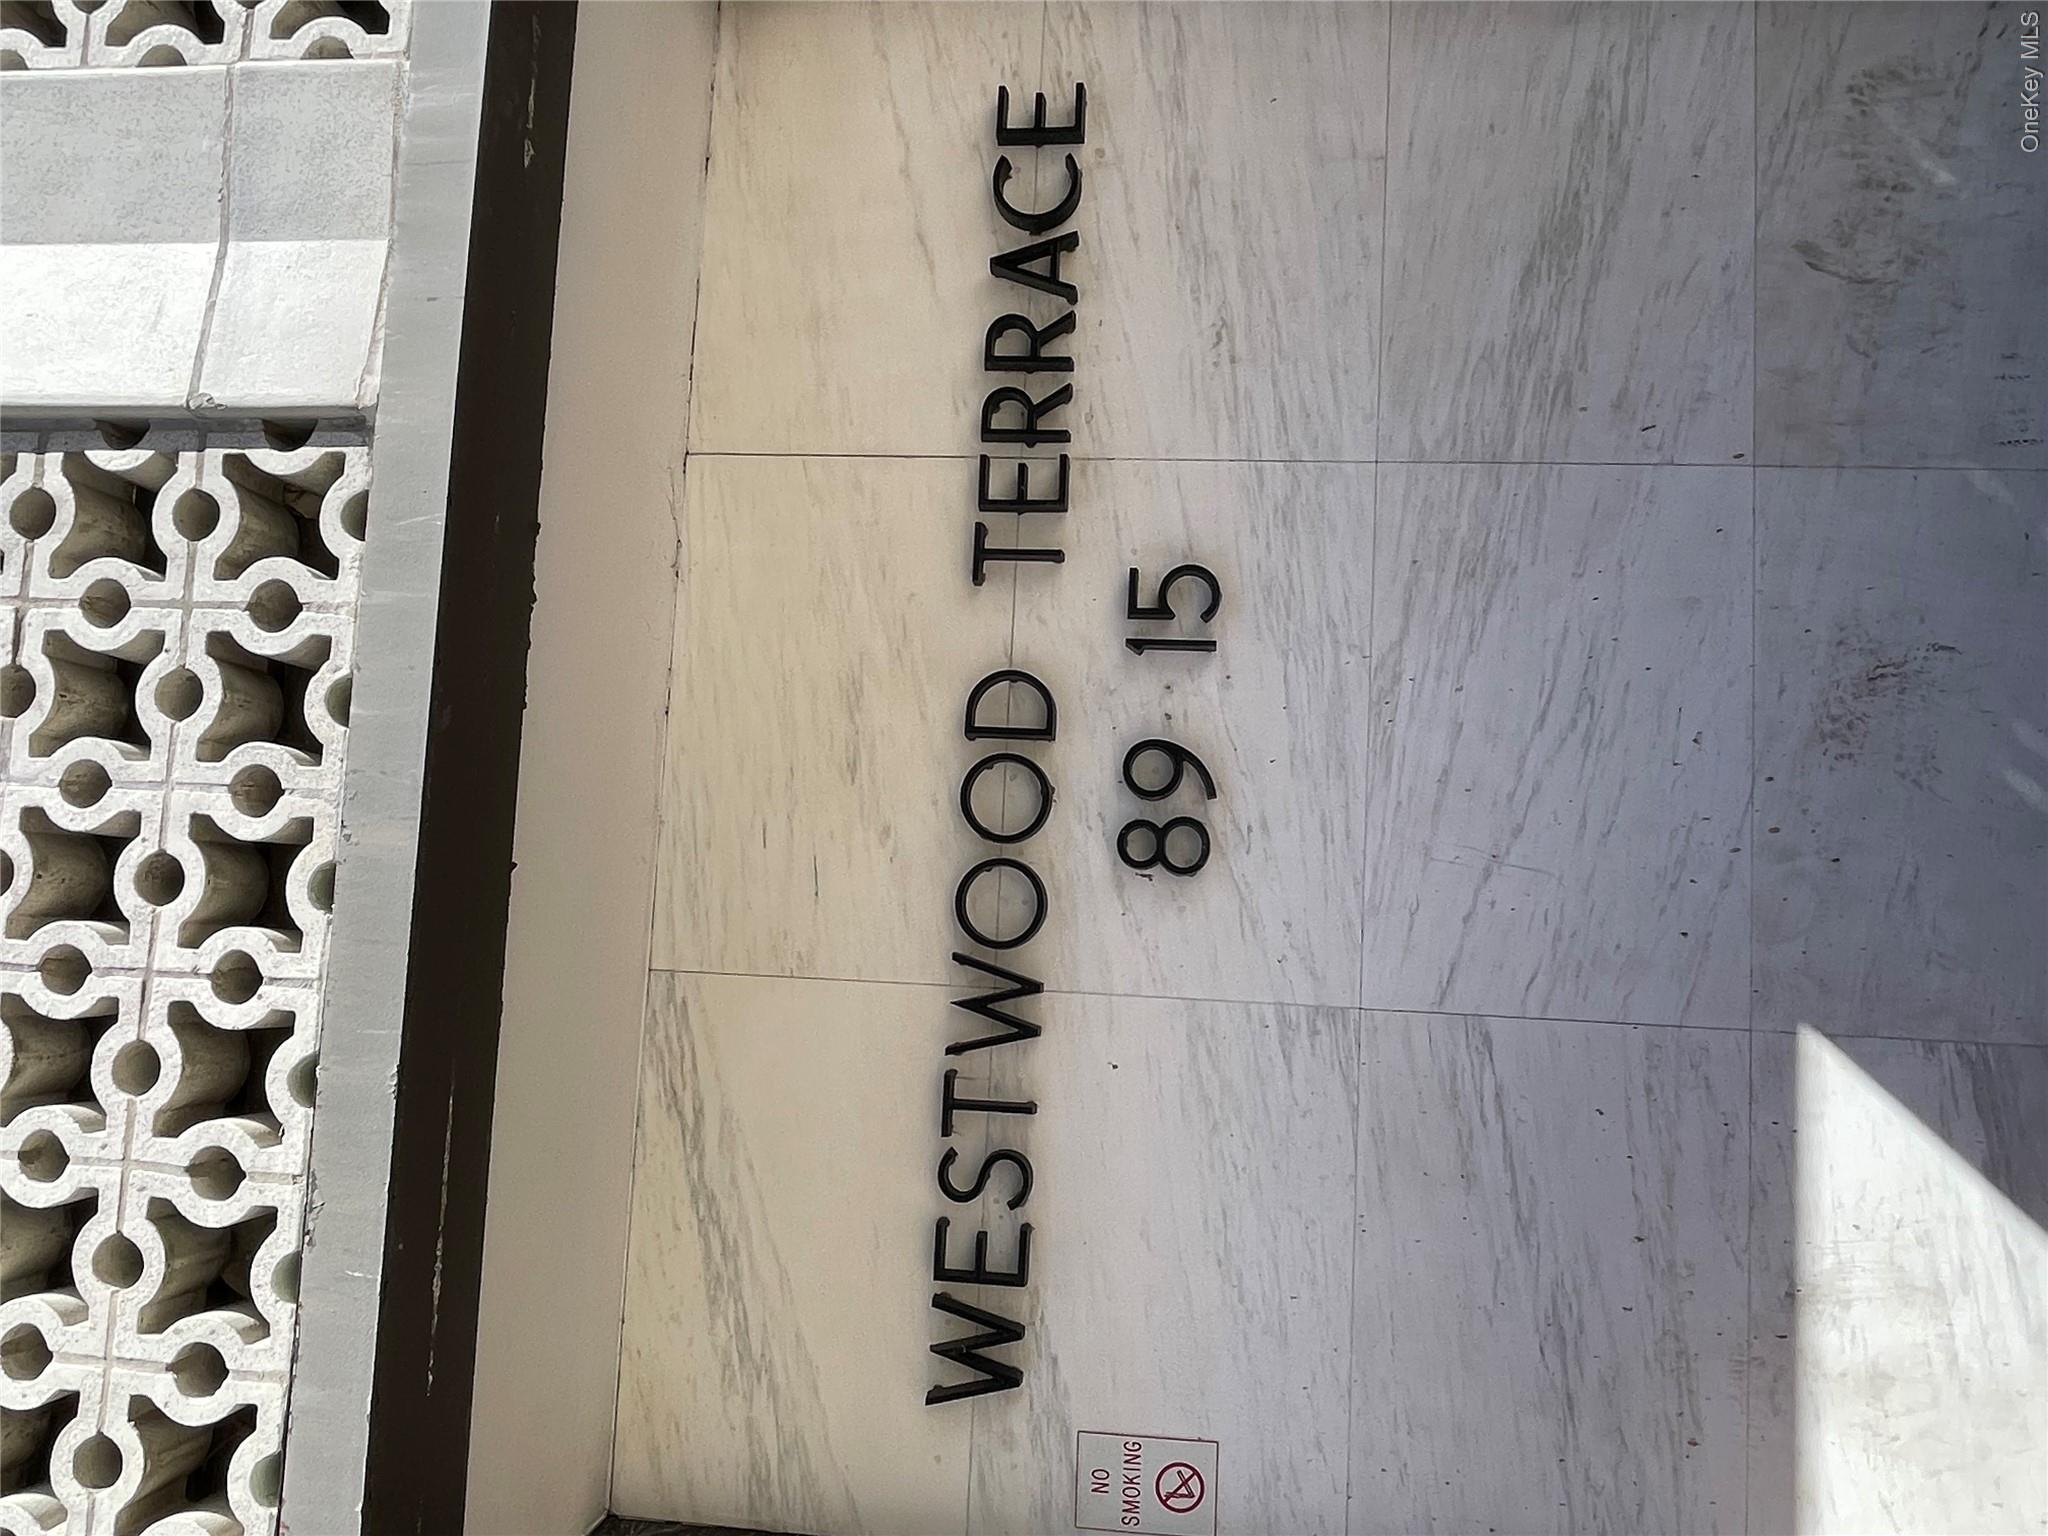 WESTWOOD TERRACE
89 15
NO
SMOKING
OneKey MLS